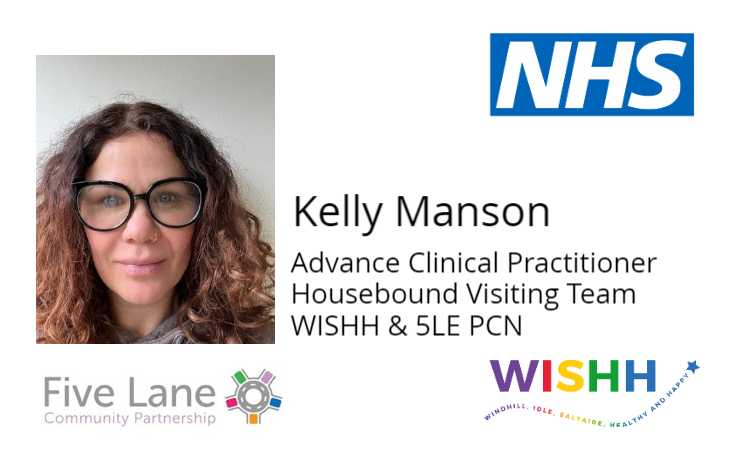 NHS
Kelly Manson
Advance Clinical Practitioner
Housebound Visiting Team
WISHH & 5LE PCN
Five Lane
Community Partnership
WISHH
WINDHILL, IDLE, SALTAIRE, HEALTHY AND HAPPY